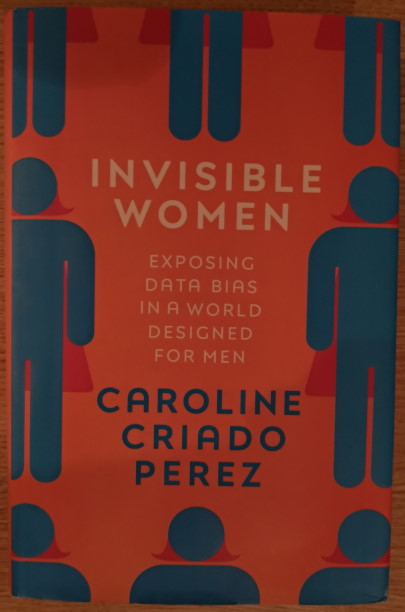 INVISIBLE
WOMEN
EXPOSING
DATA BIAS
IN A WORLD
DESIGNED
FOR MEN
CAROLINE
CRIADO
PEREZ